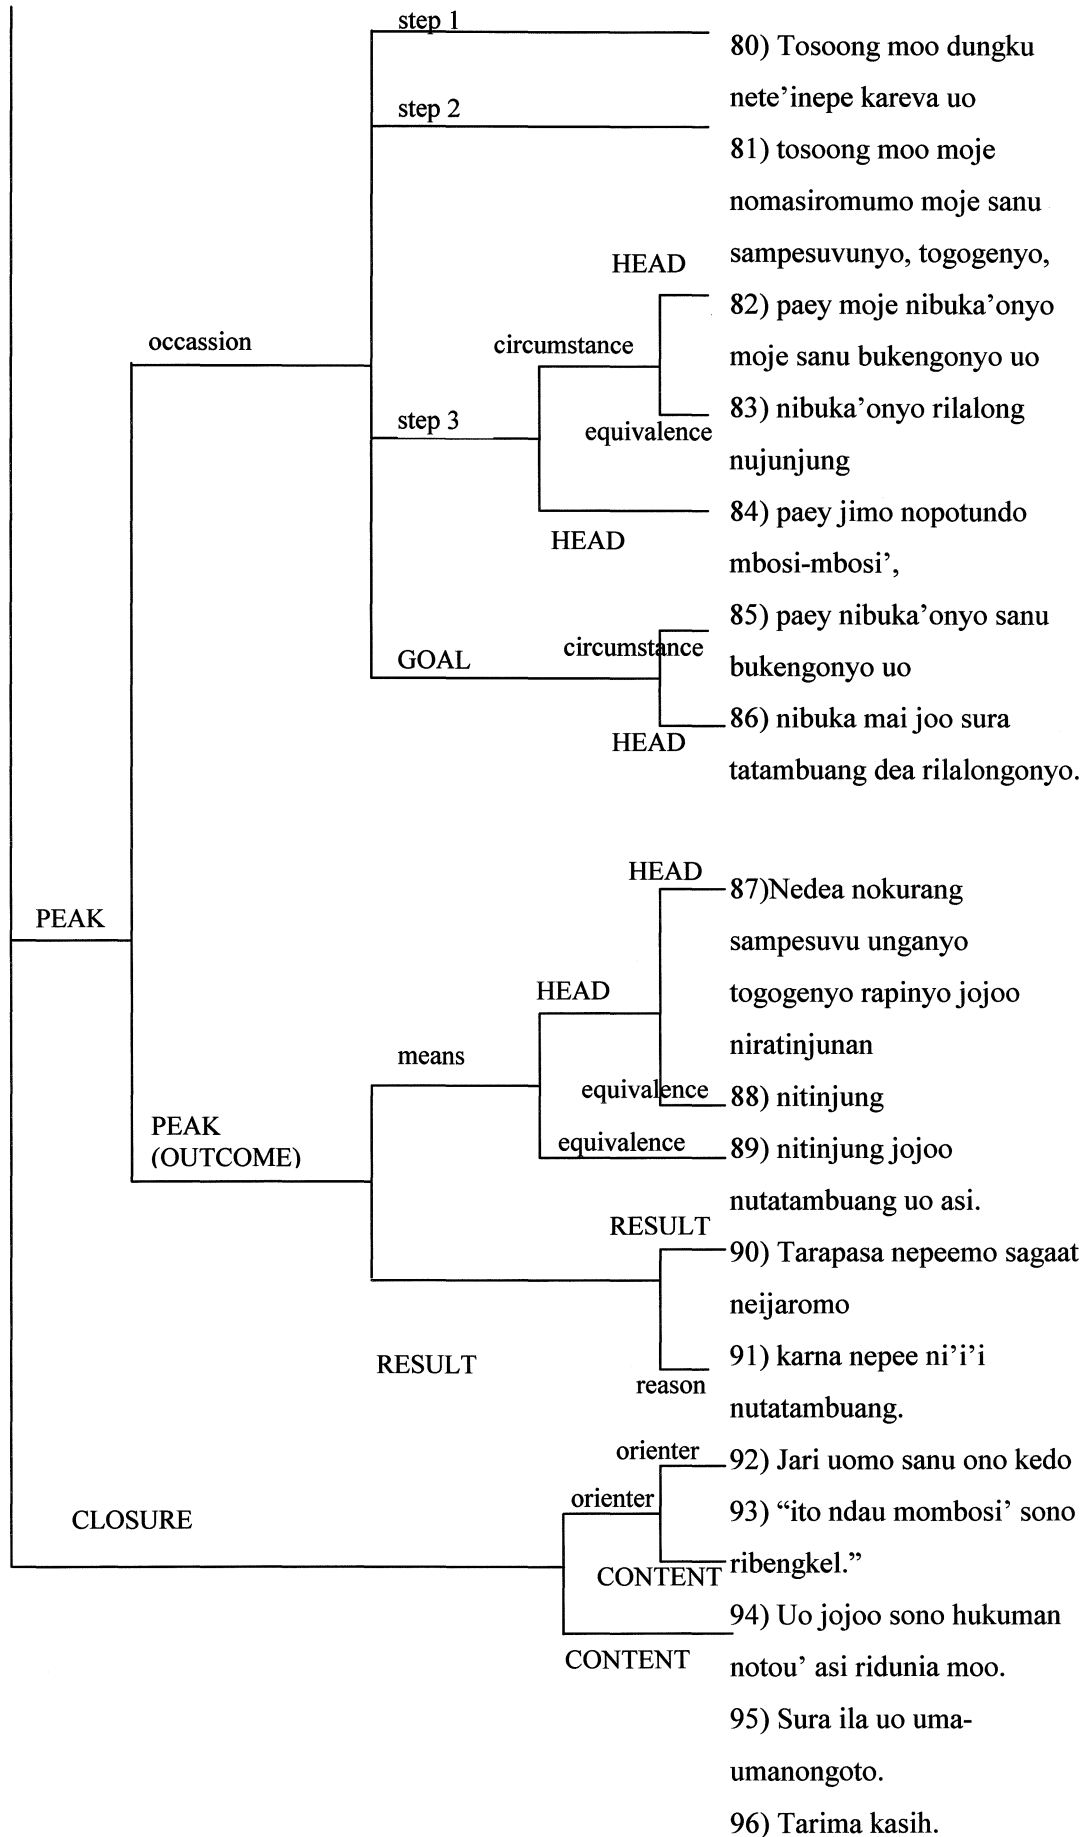 step 1
80) Tosoong moo dungku
nete’inepe kareva uo
step 2
81) tosoong moo moje
nomasiromumo moje sanu
sampesuvunyo, togogenyo,
HEAD
82) paey moje nibuka’onyo
occassion
circumstance
moje sanu bukengonyo uo
83) nibuka’onyo rilalong
step 3
equivalence
nujunjung
84) paey jimo nopotundo
HEAD
mbosi-mbosi’,
85) paey nibuka’onyo sanu
circumstance
GOAL
bukengonyo uo
86) nibuka mai joo sura
HEAD
tatambuang dea rilalongonyo.
HEAD
87)Nedea nokurang
PEAK
sampesuvu unganyo
HEAD
togogenyo rapinyo jojoo
niratinjunan
means
equivalence
88) nitinjung
PEAK
(OUTCOME)
equivalence
89) nitinjung jojoo
nutatambuang uo asi.
RESULT
90) Tarapasa nepeemo sagaat
neijaromo
RESULT
91) karna nepee ni’i’i
reason
nutatambuang.
orienter
92) Jari uomo sanu ono kedo
orienter
CLOSURE
93) “ito ndau mombosi’ sono
ribengkel.”
CONTENT
94) Uo jojoo sono hukuman
CONTENT
notou’ asi ridunia moo.
95) Sura ila uo uma-
umanongoto.
96) Tarima kasih.